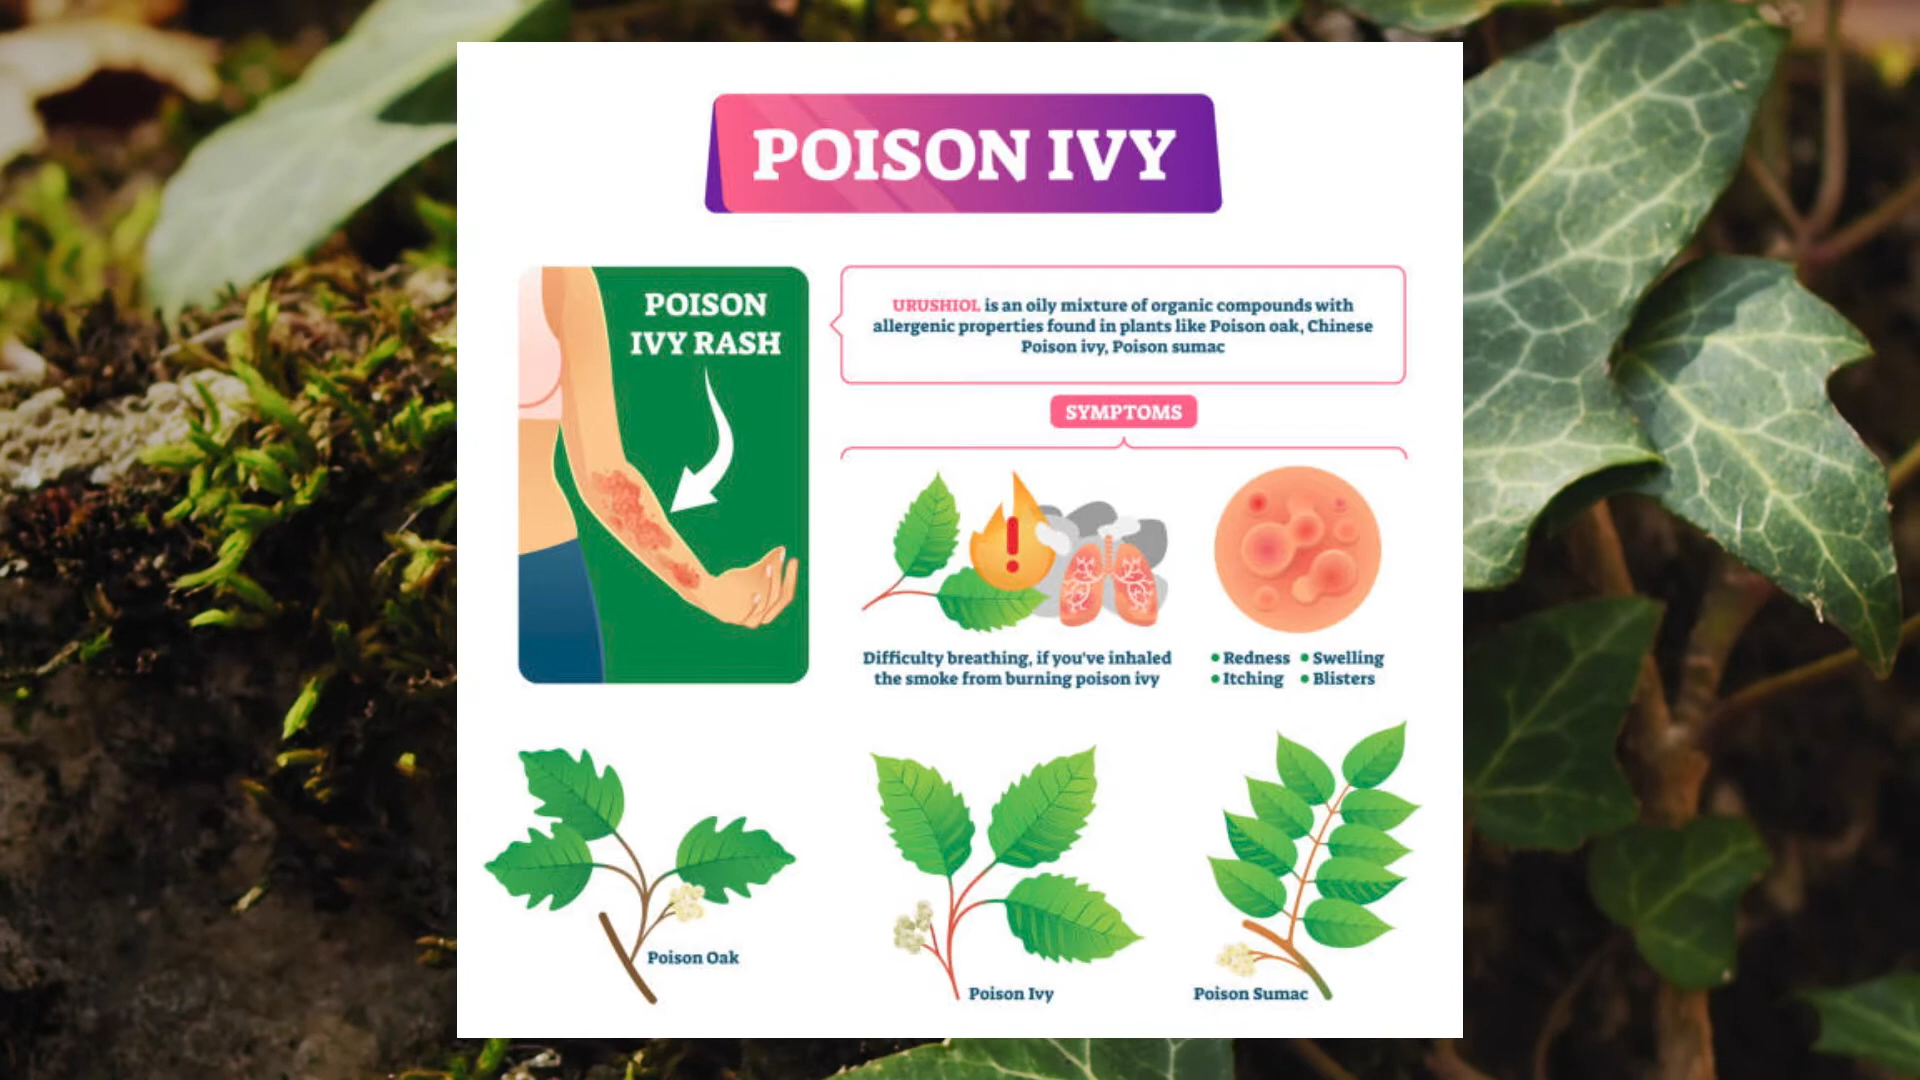 POISON IVY
POISON
IVY RASH
URUSHIOL is an oily mixture of organic compounds with
allergenic properties found in plants like Poison oak, Chinese
Poison ivy, Poison sumac
SYMPTOMS
Difficulty breathing, if you've inhaled
the smoke from burning poison ivy
• Redness • Swelling
• Itching • Blisters
Poison Oak
Poison Ivy
Poison Sumac